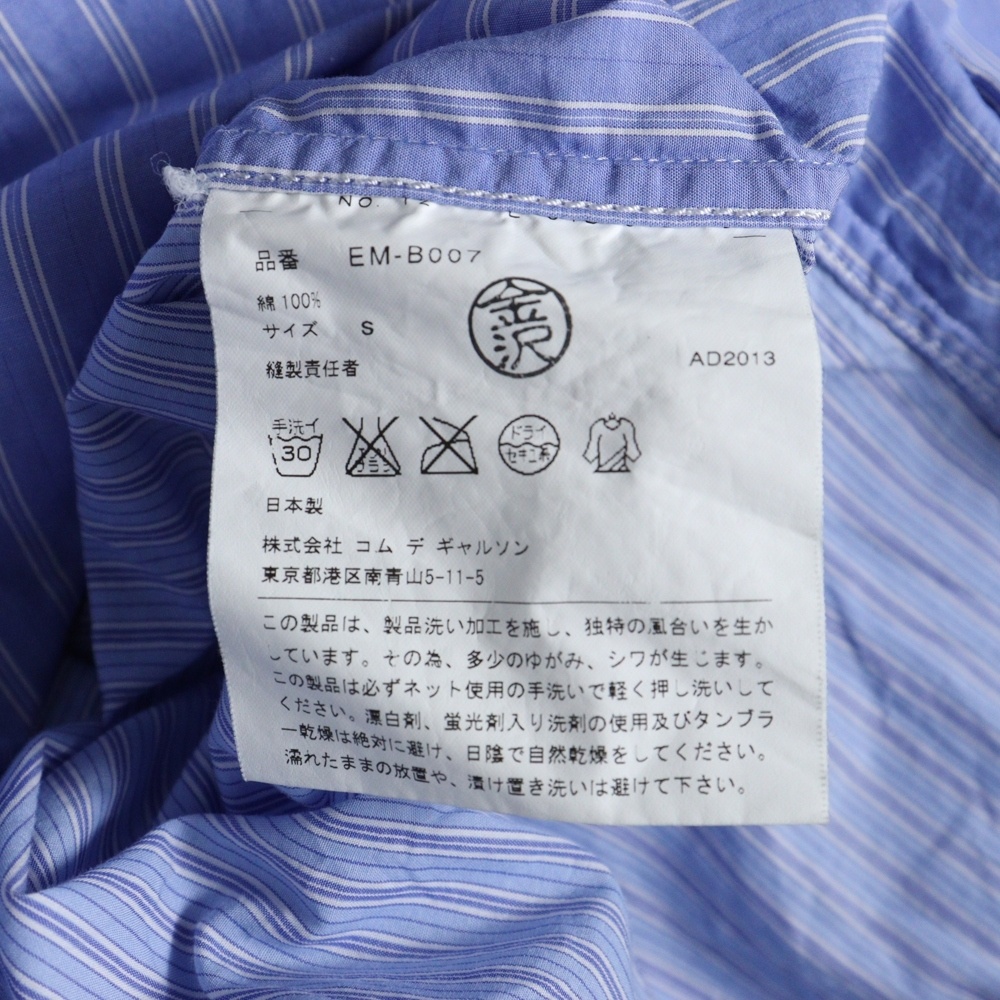 No.
品番 EM-B007
綿 100%
サイズ S
金沢
縫製責任者
AD2013
手洗イ
30
ドライ
セキユ系
日本製
株式会社 コム デ ギャルソン
東京都港区南青山5-11-5
この製品は、製品洗い加工を施し、独特の風合いを生か
しています。その為、多少のゆがみ、シワが生じます。
この製品は必ずネット使用の手洗いで軽く押し洗いして
ください。漂白剤、蛍光剤入り洗剤の使用及びタンブラ
ー乾燥は絶対に避け、日陰で自然乾燥をしてください。
濡れたままの放置や、漬け置き洗いは避けて下さい。